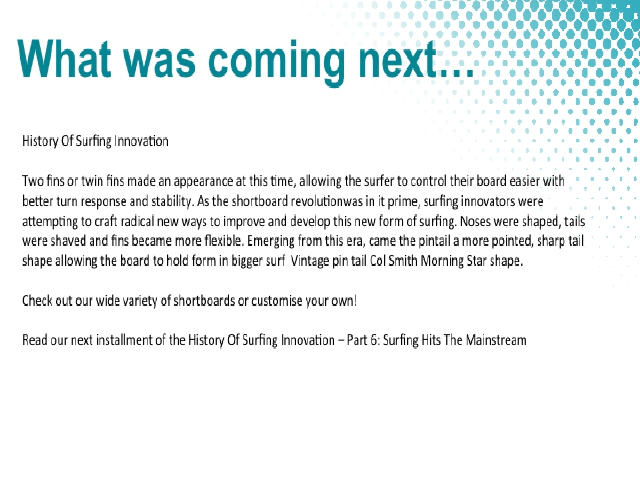 What was coming next…
History Of Surfing Innovation
Two fins or twin fins made an appearance at this time, allowing the surfer to control their board easier with
better turn response and stability. As the shortboard revolutionwas in it prime, surfing innovators were
attempting to craft radical new ways to improve and develop this new form of surfing. Noses were shaped, tails
were shaved and fins became more flexible. Emerging from this era, came the pintail a more pointed, sharp tail
shape allowing the board to hold form in bigger surf  Vintage pin tail Col Smith Morning Star shape.
Check out our wide variety of shortboards or customise your own!
Read our next installment of the History Of Surfing Innovation – Part 6: Surfing Hits The Mainstream